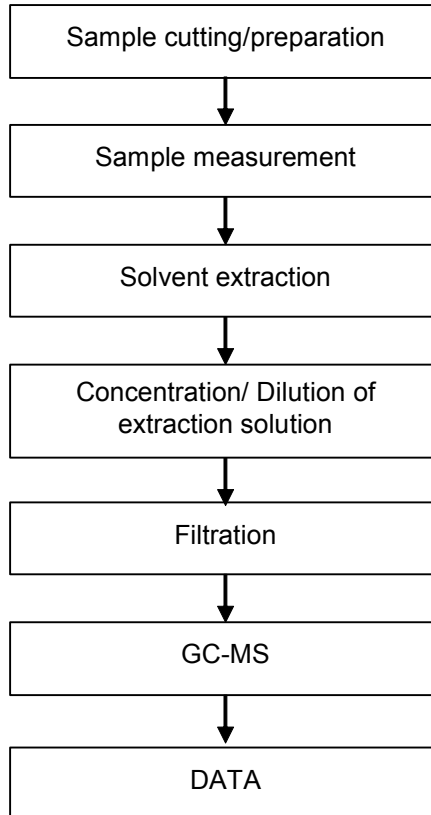 Sample cutting/preparation
Sample measurement
Solvent extraction
Concentration/ Dilution of
extraction solution
Filtration
GC-MS
DATA